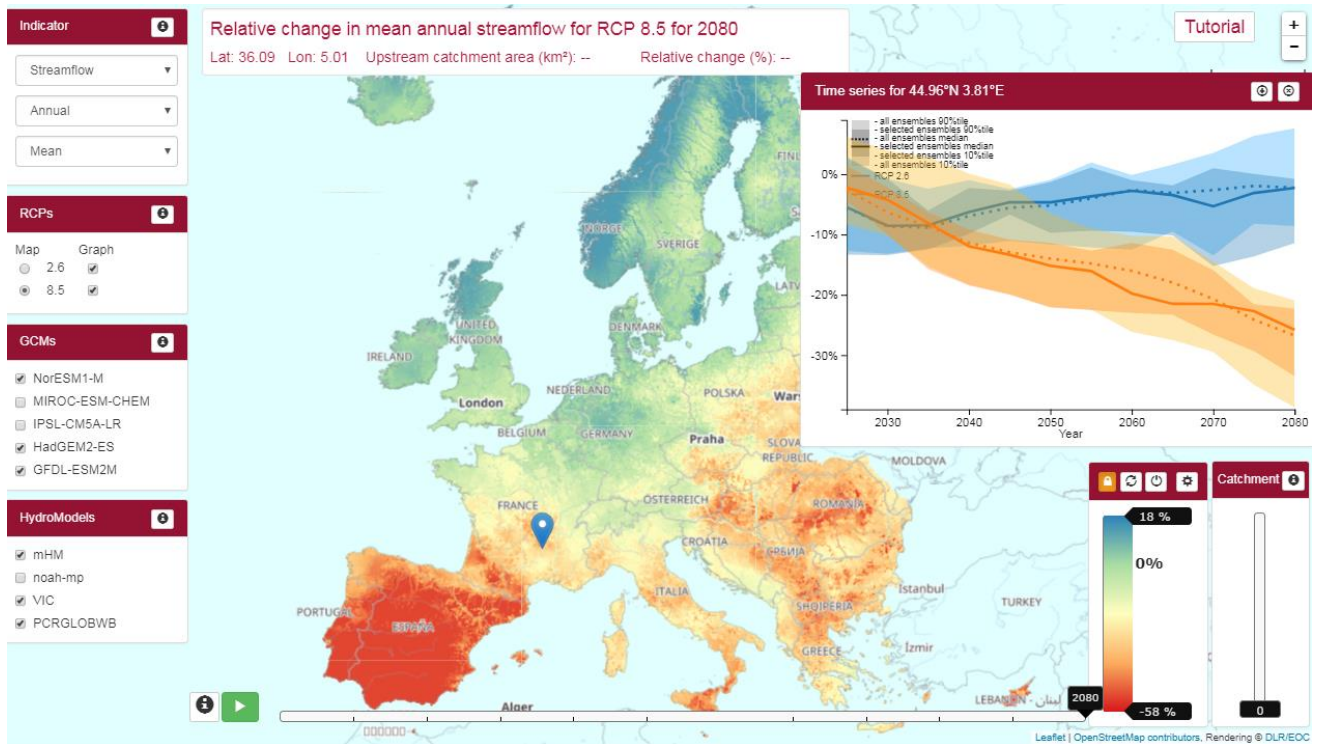 Indicator
Streamflow
Annual
Mean
RCPs
Map Graph
2.6
8.5
GCMs
NorESM1-M
MIROC-ESM-CHEM
IPSL-CM5A-LR
HadGEM2-ES
GFDL-ESM2M
HydroModels
mHM
noah-mp
VIC
PCRGLOBWB
Relative change in mean annual streamflow for RCP 8.5 for 2080
Lat: 36.09 Lon: 5.01 Upstream catchment area (km²): -- Relative change (%): --
Tutorial
+
−
Time series for 44.96°N 3.81°E
- all ensembles 90%tile
- selected ensembles 90%tile
- all ensembles median
- selected ensembles median
- selected ensembles 10%tile
- all ensembles 10%tile
RCP 2.6
RCP 8.5
0%
-10%
-20%
-30%
2030 2040 2050 2060 2070 2080
Year
NORGE
SVERIGE
UNITED
KINGDOM
DENMARK
IRELAND
NEDERLAND
POLSKA
London
BELGIUM
GERMANY
Praha
REPUBLIC
MOLDOVA
FRANCE
ÖSTERREICH
ROMANIA
CROATIA
СРБИЈА
ITALIA
Istanbul
TURKEY
PORTUGAL
ESPAÑA
SHQIPËRIA
GREECE
İzmir
Alger
LEBANON - لبنان
2080
Catchment
18 %
0%
-58 %
0
Leaflet | OpenStreetMap contributors, Rendering © DLR/EOC